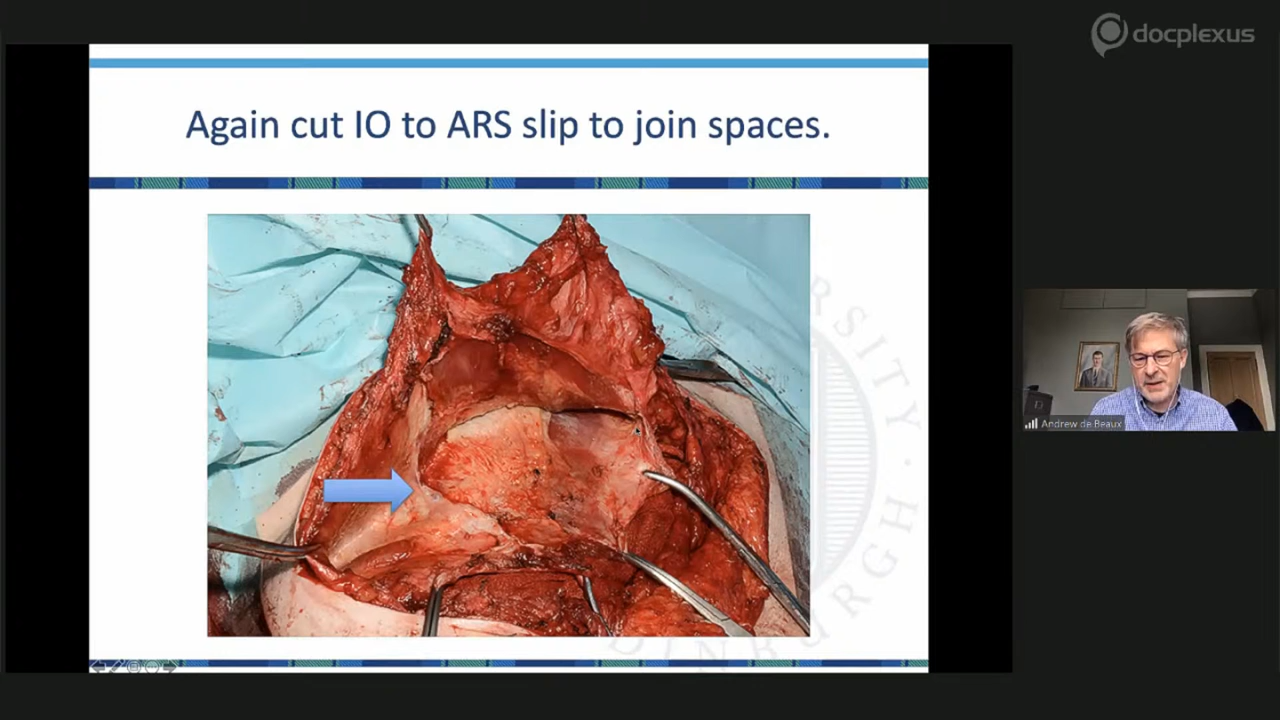 docplexus
Again cut IO to ARS slip to join spaces.
Andrew de Beaux